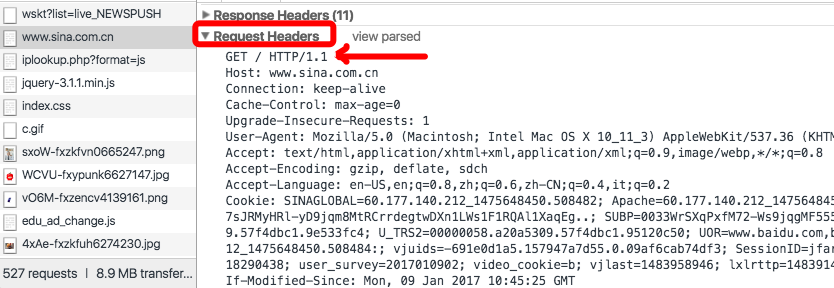 wskt?list=live_NEWSPUSH
www.sina.com.cn
iplookup.php?format=js
jquery-3.1.1.min.js
index.css
c.gif
sxoW-fxzkfvn0665247.png
WCVU-fxypunk6627147.jpg
vO6M-fxzencv4139161.png
edu_ad_change.js
4xAe-fxzkfuh6274230.jpg
527 requests | 8.9 MB transfer...
Response Headers (11)
Request Headers view parsed
GET / HTTP/1.1
Host: www.sina.com.cn
Connection: keep-alive
Cache-Control: max-age=0
Upgrade-Insecure-Requests: 1
User-Agent: Mozilla/5.0 (Macintosh; Intel Mac OS X 10_11_3) AppleWebKit/537.36 (KHTM
Accept: text/html,application/xhtml+xml,application/xml;q=0.9,image/webp,*/*;q=0.8
Accept-Encoding: gzip, deflate, sdch
Accept-Language: en-US,en;q=0.8,zh;q=0.6,zh-CN;q=0.4,it;q=0.2
Cookie: SINAGLOBAL=60.177.140.212_1475648450.508482; Apache=60.177.140.212_147564845
7sJRMyHRl-yD9jqm8MtRCrrdegtwDXn1LWs1F1RQAl1XaqEg..; SUBP=0033WrSXqPxfM72-Ws9jqgMF555
9.57f4dbc1.9e533fc4; U_TRS2=00000058.a20a5309.57f4dbc1.95120c50; UOR=www.baidu.com,b
12_1475648450.508484:; vjuids=-691e0d1a5.157947a7d55.0.09af6cab74df3; SessionID=jfar
18290438; user_survey=2017010902; video_cookie=b; vjlast=1483958946; lxlrttp=148391
If-Modified-Since: Mon, 09 Jan 2017 10:45:25 GMT